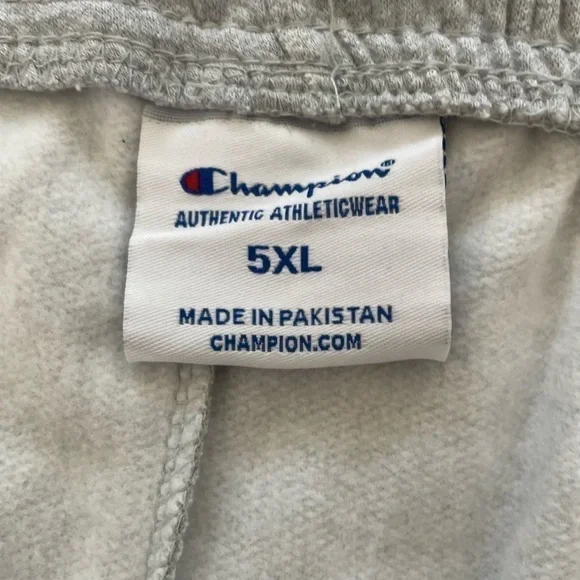 Champion®
AUTHENTIC ATHLETICWEAR
5XL
MADE IN PAKISTAN
CHAMPION.COM